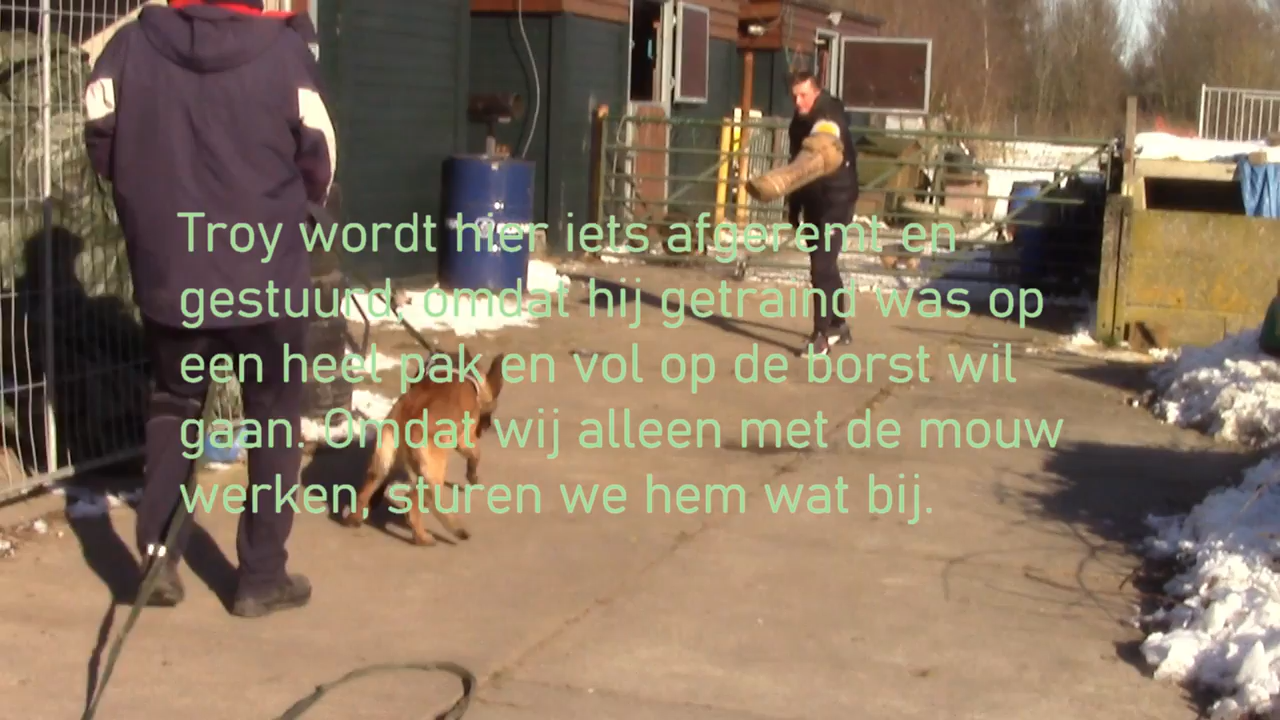 Troy wordt hier iets afgeremt en
gestuurd, omdat hij getraind was op
een heel pak en vol op de borst wil
gaan. Omdat wij alleen met de mouw
werken, sturen we hem wat bij.